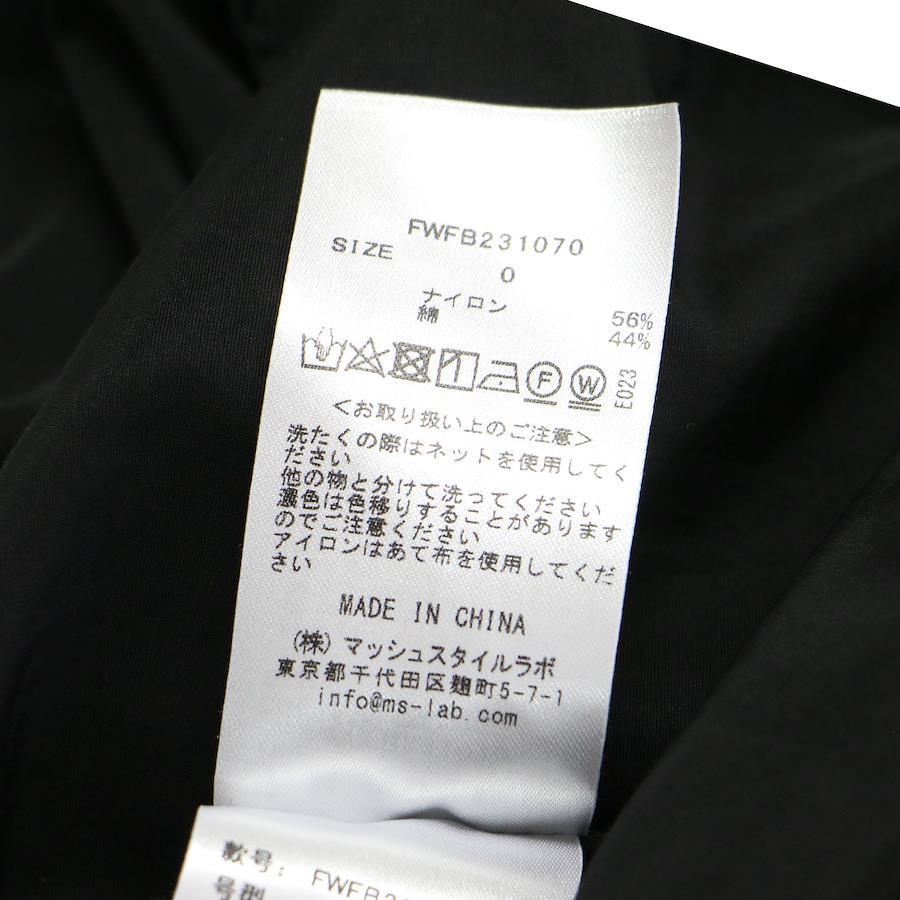 FWFB231070
SIZE 0
ナイロン 56%
綿 44%
F W E023
<お取り扱い上のご注意>
洗たくの際はネットを使用してく
ださい
他の物と分けて洗ってください
濃色は色移りすることがあります
のでご注意ください
アイロンはあて布を使用してくだ
さい
MADE IN CHINA
(株)マッシュスタイルラボ
東京都千代田区麹町5-7-1
info@ms-lab.com
款号: FWFB2
号型